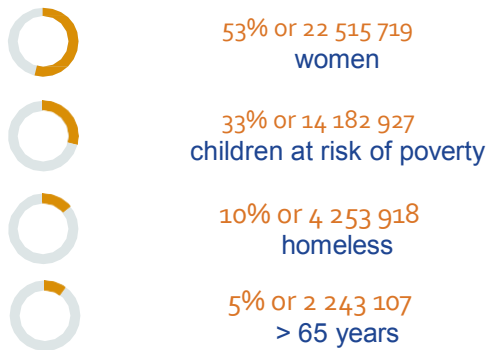 53% or 22 515 719
women
33% or 14 182 927
children at risk of poverty
10% or 4 253 918
homeless
5% or 2 243 107
> 65 years